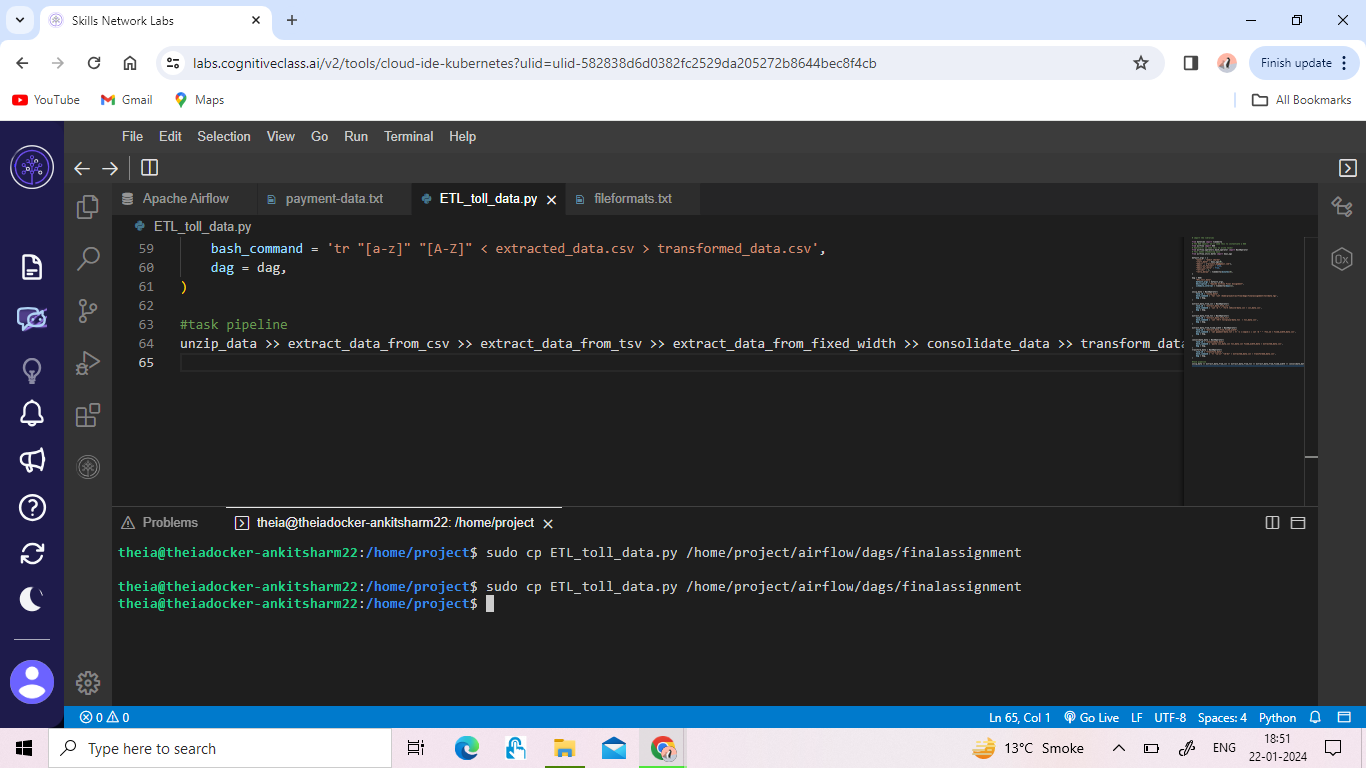 Skills Network Labs
labs.cognitiveclass.ai/v2/tools/cloud-ide-kubernetes?ulid=ulid-582838d6d0382fc2529da205272b8644bec8f4cb
Finish update
YouTube Gmail Maps
All Bookmarks
File Edit Selection View Go Run Terminal Help
Apache Airflow payment-data.txt ETL_toll_data.py fileformats.txt
ETL_toll_data.py
59 bash_command = 'tr "[a-z]" "[A-Z]" < extracted_data.csv > transformed_data.csv',
60 dag = dag,
61 )
62
63 #task pipeline
64 unzip_data >> extract_data_from_csv >> extract_data_from_tsv >> extract_data_from_fixed_width >> consolidate_data >> transform_data
65
Problems theia@theiadocker-ankitsharm22: /home/project
theia@theiadocker-ankitsharm22:/home/project$ sudo cp ETL_toll_data.py /home/project/airflow/dags/finalassignment
theia@theiadocker-ankitsharm22:/home/project$ sudo cp ETL_toll_data.py /home/project/airflow/dags/finalassignment
theia@theiadocker-ankitsharm22:/home/project$
0 0 Ln 65, Col 1 Go Live LF UTF-8 Spaces: 4 Python
Type here to search
13°C Smoke
ENG
18:51
22-01-2024